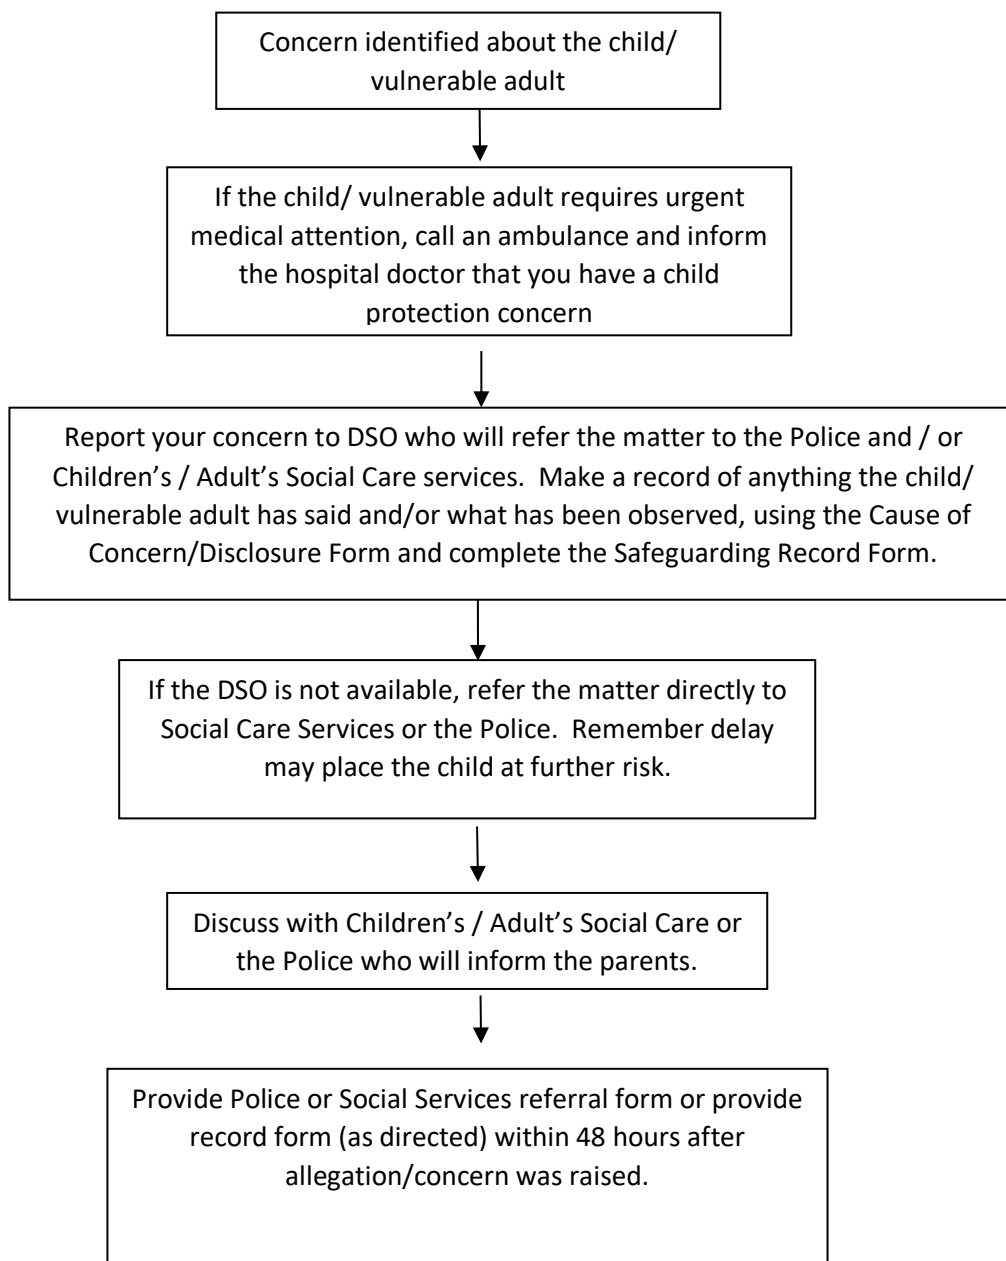 Concern identified about the child/
vulnerable adult
If the child/ vulnerable adult requires urgent
medical attention, call an ambulance and inform
the hospital doctor that you have a child
protection concern
Report your concern to DSO who will refer the matter to the Police and / or
Children’s / Adult’s Social Care services.  Make a record of anything the child/
vulnerable adult has said and/or what has been observed, using the Cause of
Concern/Disclosure Form and complete the Safeguarding Record Form.
If the DSO is not available, refer the matter directly to
Social Care Services or the Police.  Remember delay
may place the child at further risk.
Discuss with Children’s / Adult’s Social Care or
the Police who will inform the parents.
Provide Police or Social Services referral form or provide
record form (as directed) within 48 hours after
allegation/concern was raised.